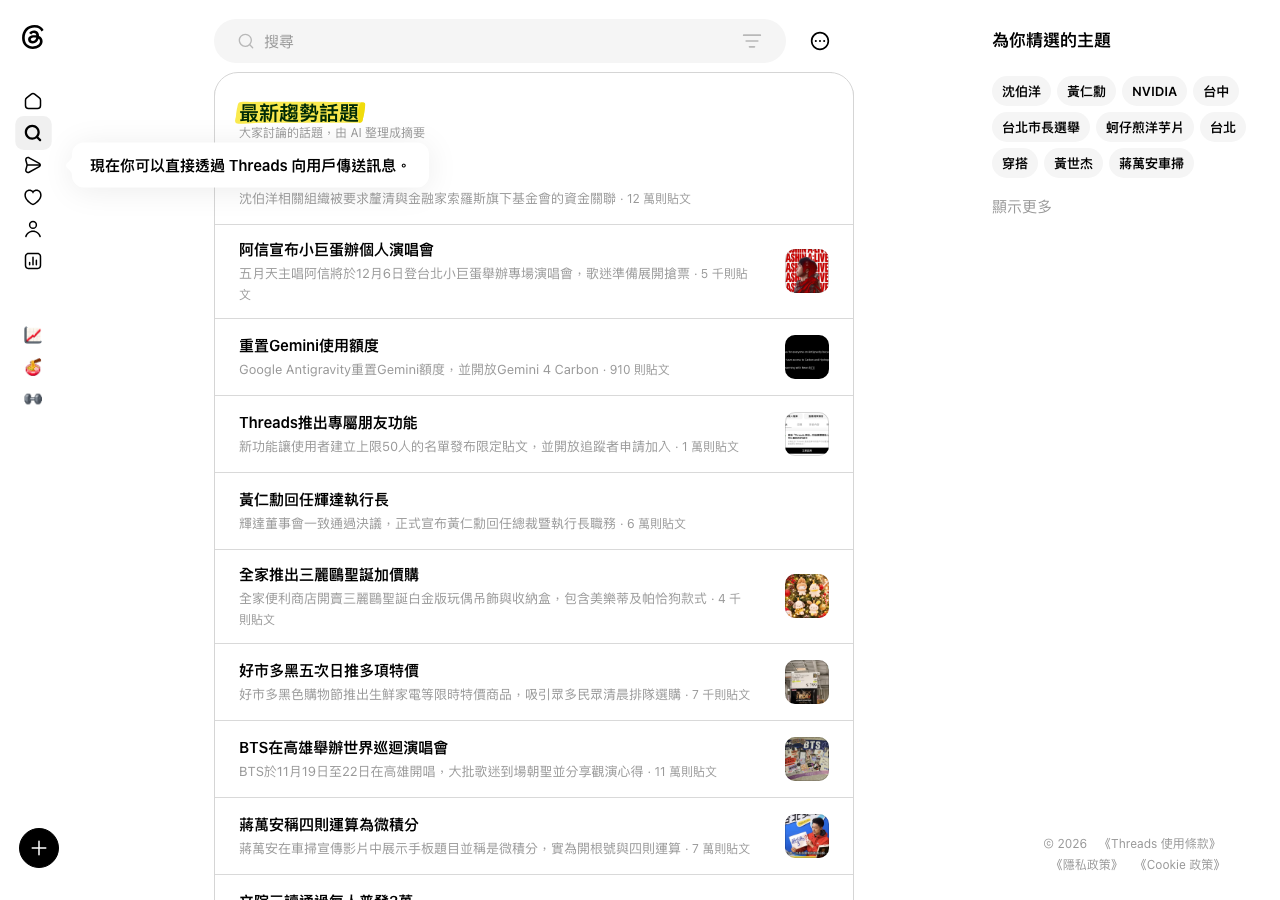 搜尋
最新趨勢話題
大家討論的話題，由 AI 整理成摘要
現在你可以直接透過 Threads 向用戶傳送訊息。
沈伯洋相關組織被要求釐清與金融家索羅斯旗下基金會的資金關聯 · 12 萬則貼文
阿信宣布小巨蛋辦個人演唱會
五月天主唱阿信將於12月6日登台北小巨蛋舉辦專場演唱會，歌迷準備展開搶票 · 5 千則貼
文
重置Gemini使用額度
Google Antigravity重置Gemini額度，並開放Gemini 4 Carbon · 910 則貼文
Threads推出專屬朋友功能
新功能讓使用者建立上限50人的名單發布限定貼文，並開放追蹤者申請加入 · 1 萬則貼文
黃仁勳回任輝達執行長
輝達董事會一致通過決議，正式宣布黃仁勳回任總裁暨執行長職務 · 6 萬則貼文
全家推出三麗鷗聖誕加價購
全家便利商店開賣三麗鷗聖誕白金版玩偶吊飾與收納盒，包含美樂蒂及帕恰狗款式 · 4 千
則貼文
好市多黑五次日推多項特價
好市多黑色購物節推出生鮮家電等限時特價商品，吸引眾多民眾清晨排隊選購 · 7 千則貼文
BTS在高雄舉辦世界巡迴演唱會
BTS於11月19日至22日在高雄開唱，大批歌迷到場朝聖並分享觀演心得 · 11 萬則貼文
BTS
蔣萬安稱四則運算為微積分
蔣萬安在車掃宣傳影片中展示手板題目並稱是微積分，實為開根號與四則運算 · 7 萬則貼文
為你精選的主題
沈伯洋
黃仁勳
NVIDIA
台中
台北市長選舉
蚵仔煎洋芋片
台北
穿搭
黃世杰
蔣萬安車掃
顯示更多
© 2026 《Threads 使用條款》
《隱私政策》 《Cookie 政策》